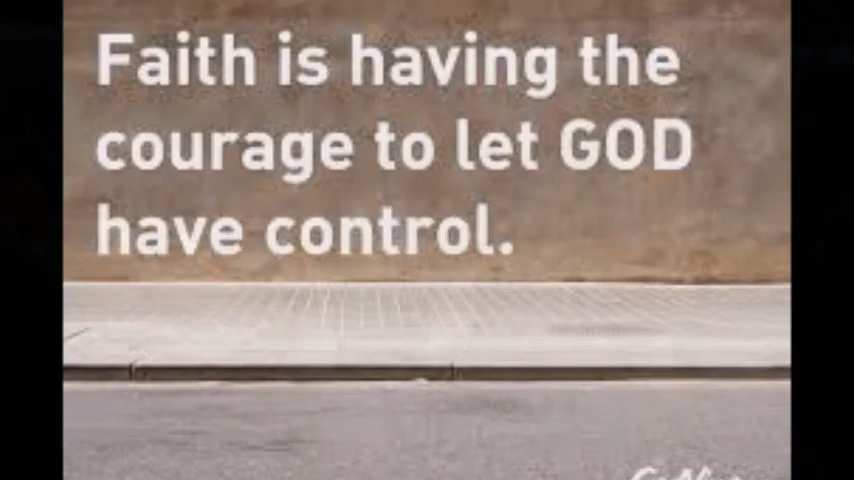 Faith is having the
courage to let GOD
have control.